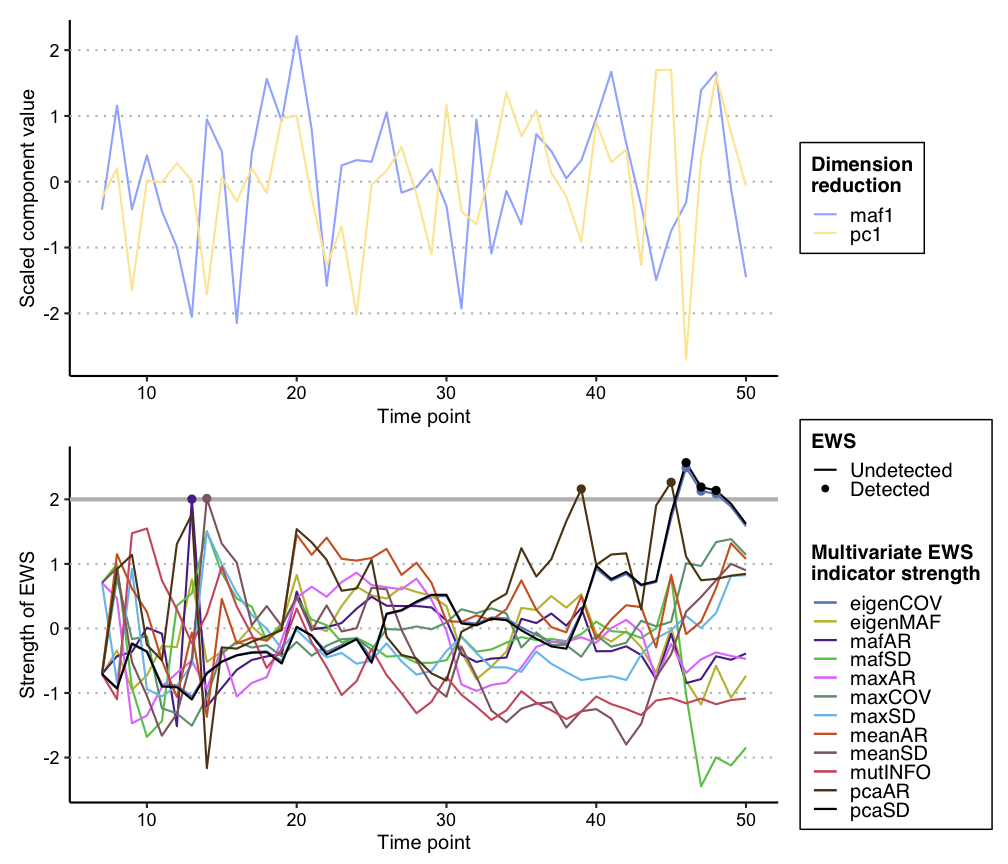 Scaled component value
2
1
0
-1
-2
10
20
30
40
50
Time point
Dimension
reduction
maf1
pc1
Strength of EWS
2
1
0
-1
-2
10
20
30
40
50
Time point
EWS
Undetected
Detected
Multivariate EWS
indicator strength
eigenCOV
eigenMAF
mafAR
mafSD
maxAR
maxCOV
maxSD
meanAR
meanSD
mutINFO
pcaAR
pcaSD